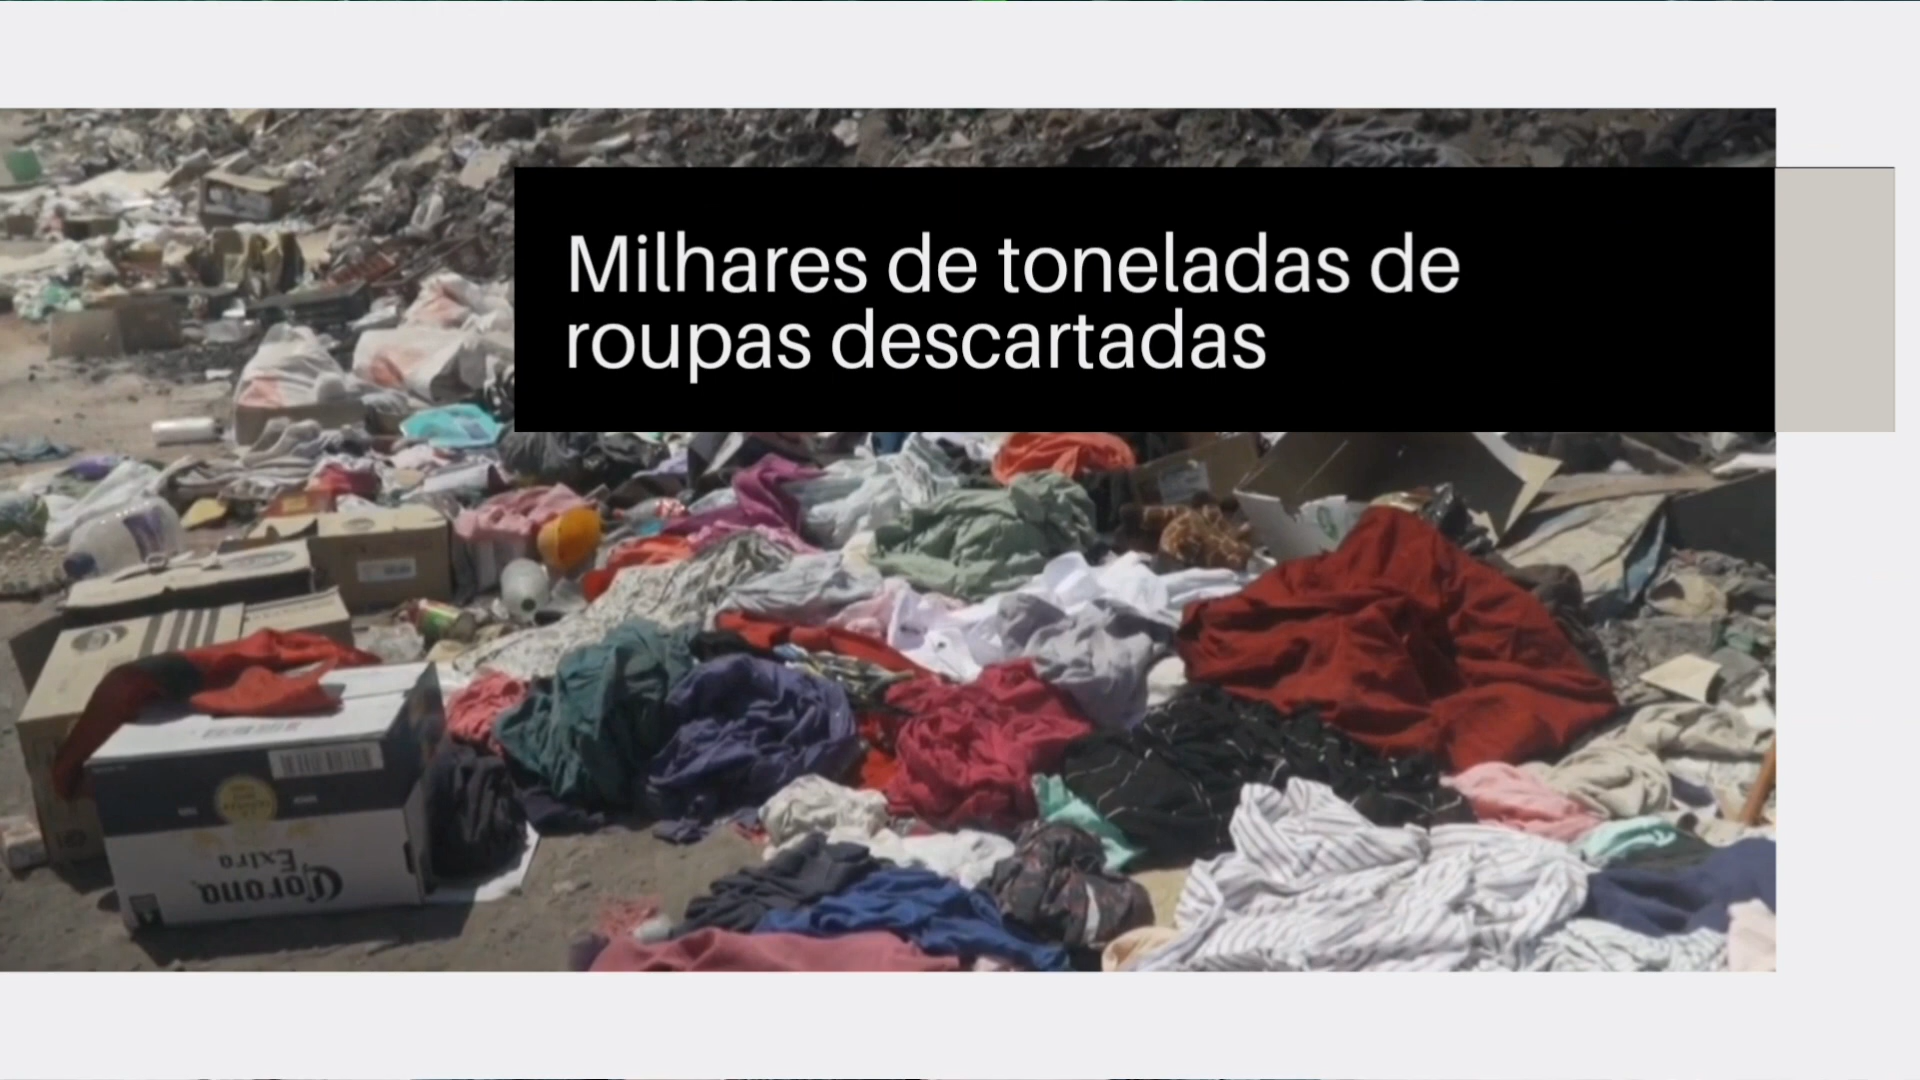 Milhares de toneladas de
roupas descartadas
Corona
Extra